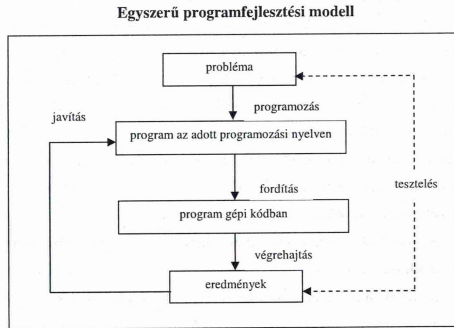 Egyszerű programfejlesztési modell
probléma
programozás
javítás
program az adott programozási nyelven
fordítás
tesztelés
program gépi kódban
végrehajtás
eredmények